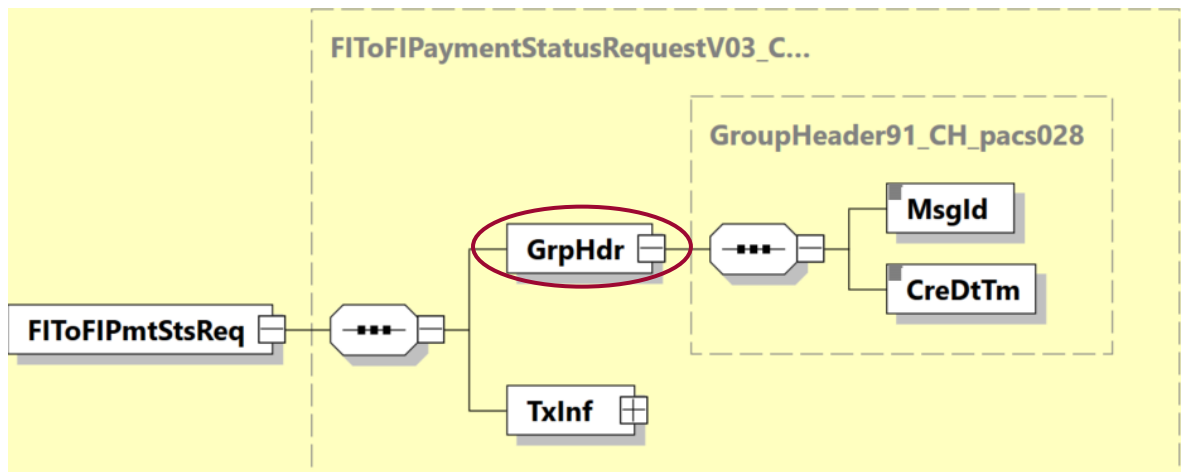 FIToFIPaymentStatusRequestV03_C...
GroupHeader91_CH_pacs028
MsgId
GrpHdr
CreDtTm
FIToFIPmtStsReq
TxInf